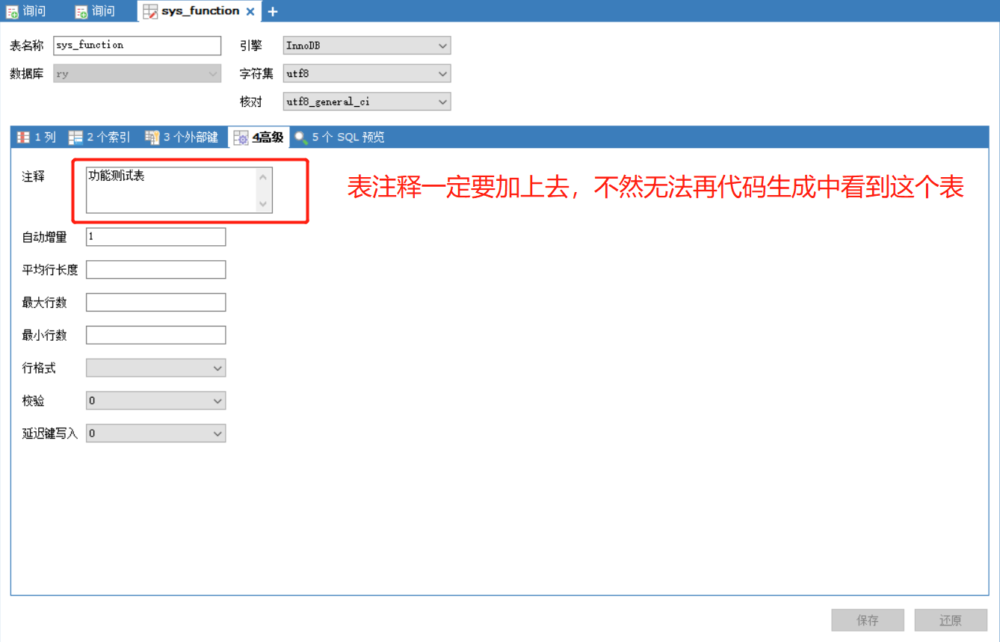 询问 询问 sys_function
表名称 sys_function 引擎 InnoDB
数据库 ry 字符集 utf8
核对 utf8_general_ci
1 列 2 个索引 3 个外部键 4高级 5 个 SQL 预览
注释 功能测试表
表注释一定要加上去，不然无法再代码生成中看到这个表
自动增量 1
平均行长度
最大行数
最小行数
行格式
校验 0
延迟键写入 0
保存 还原